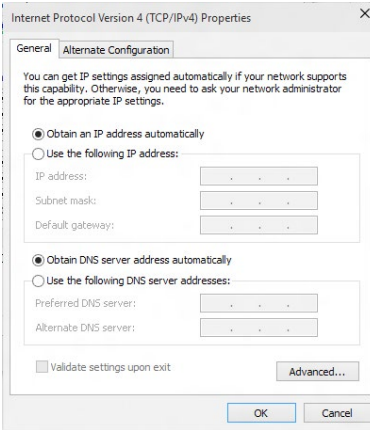 Internet Protocol Version 4 (TCP/IPv4) Properties
General
Alternate Configuration
You can get IP settings assigned automatically if your network supports
this capability. Otherwise, you need to ask your network administrator
for the appropriate IP settings.
Obtain an IP address automatically
Use the following IP address:
IP address:
Subnet mask:
Default gateway:
Obtain DNS server address automatically
Use the following DNS server addresses:
Preferred DNS server:
Alternate DNS server:
Validate settings upon exit
Advanced...
OK
Cancel